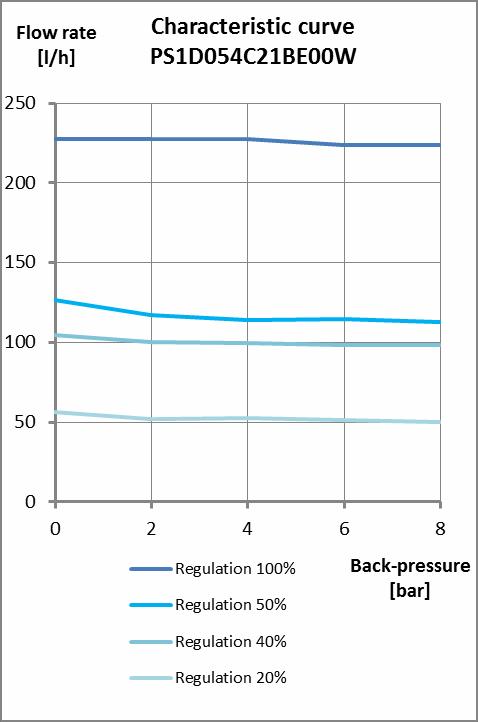 Flow rate
[l/h]
Characteristic curve
PS1D054C21BE00W
250
200
150
100
50
0
0 2 4 6 8
Back-pressure
[bar]
Regulation 100%
Regulation 50%
Regulation 40%
Regulation 20%